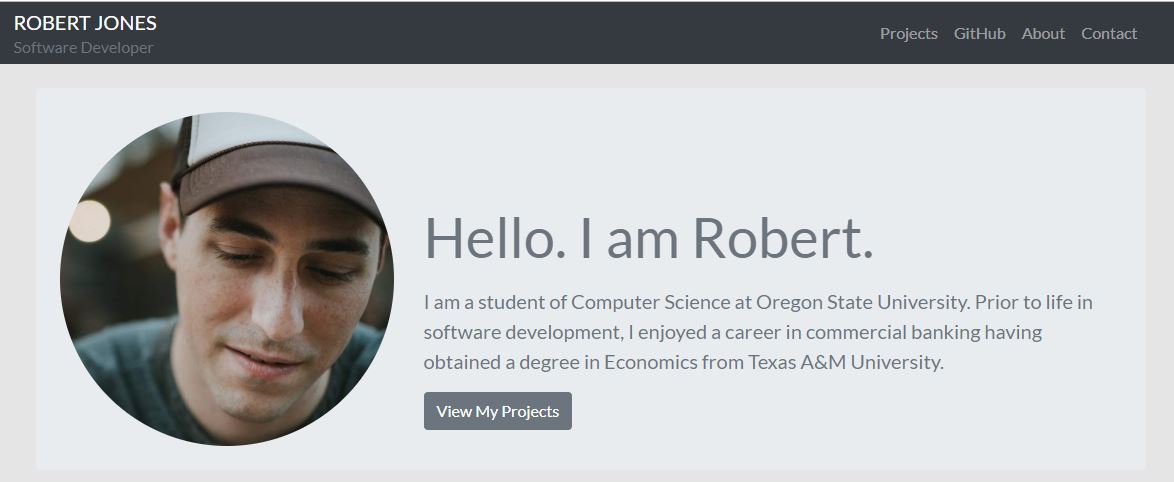 ROBERT JONES
Software Developer
Projects GitHub About Contact
Hello. I am Robert.
I am a student of Computer Science at Oregon State University. Prior to life in
software development, I enjoyed a career in commercial banking having
obtained a degree in Economics from Texas A&M University.
View My Projects